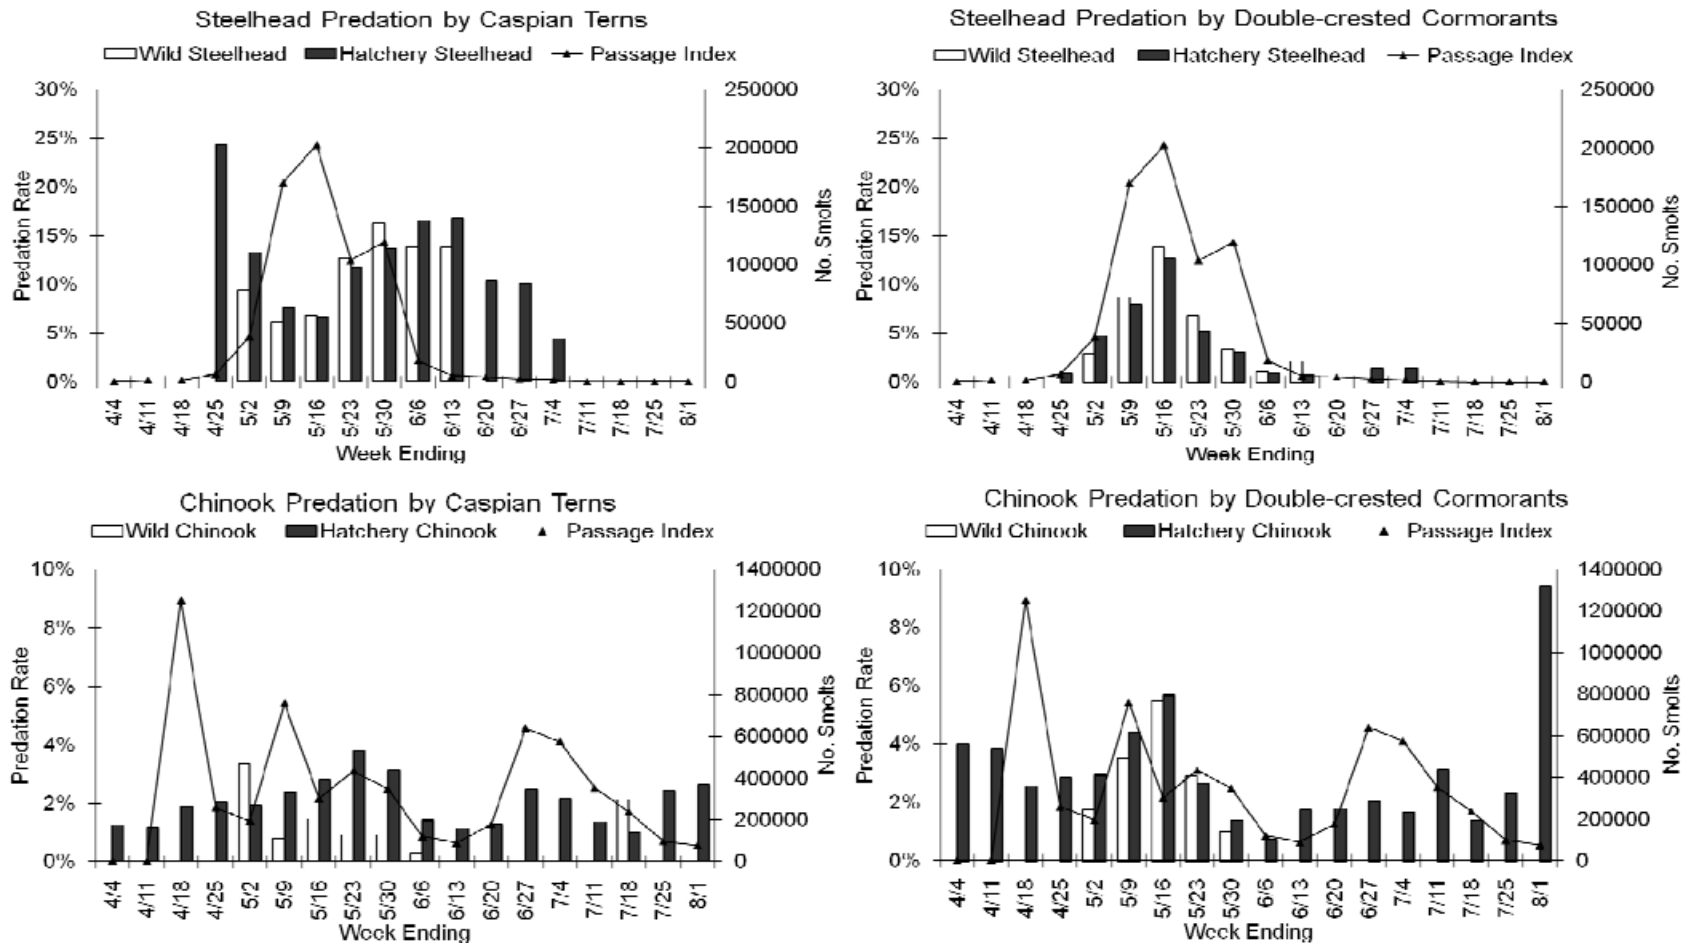 Steelhead Predation by Caspian Terns
Wild Steelhead Hatchery Steelhead Passage Index
30%
25%
20%
15%
10%
5%
0%
Predation Rate
250000
200000
150000
100000
50000
0
No. Smolts
4/4 4/11 4/18 4/25 5/2 5/9 5/16 5/23 5/30 6/6 6/13 6/20 6/27 7/4 7/11 7/18 7/25 8/1
Week Ending
Steelhead Predation by Double-crested Cormorants
Wild Steelhead Hatchery Steelhead Passage Index
30%
25%
20%
15%
10%
5%
0%
Predation Rate
250000
200000
150000
100000
50000
0
No. Smolts
4/4 4/11 4/18 4/25 5/2 5/9 5/16 5/23 5/30 6/6 6/13 6/20 6/27 7/4 7/11 7/18 7/25 8/1
Week Ending
Chinook Predation by Caspian Terns
Wild Chinook Hatchery Chinook Passage Index
10%
8%
6%
4%
2%
0%
Predation Rate
1400000
1200000
1000000
800000
600000
400000
200000
0
No. Smolts
4/4 4/11 4/18 4/25 5/2 5/9 5/16 5/23 5/30 6/6 6/13 6/20 6/27 7/4 7/11 7/18 7/25 8/1
Week Ending
Chinook Predation by Double-crested Cormorants
Wild Chinook Hatchery Chinook Passage Index
10%
8%
6%
4%
2%
0%
Predation Rate
1400000
1200000
1000000
800000
600000
400000
200000
0
No. Smolts
4/4 4/11 4/18 4/25 5/2 5/9 5/16 5/23 5/30 6/6 6/13 6/20 6/27 7/4 7/11 7/18 7/25 8/1
Week Ending